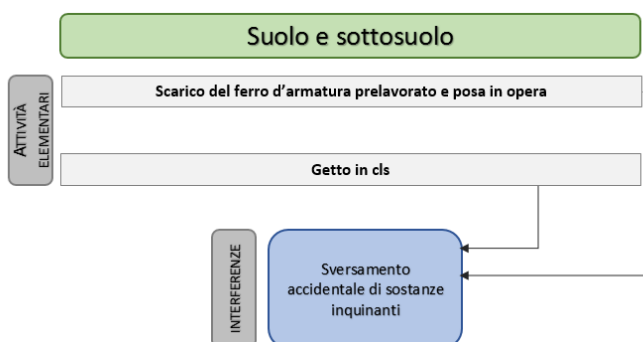 Suolo e sottosuolo
ATTIVITÀ
ELEMENTARI
Scarico del ferro d'armatura prelavorato e posa in opera
Getto in cls
INTERFERENZE
Sversamento
accidentale di sostanze
inquinanti